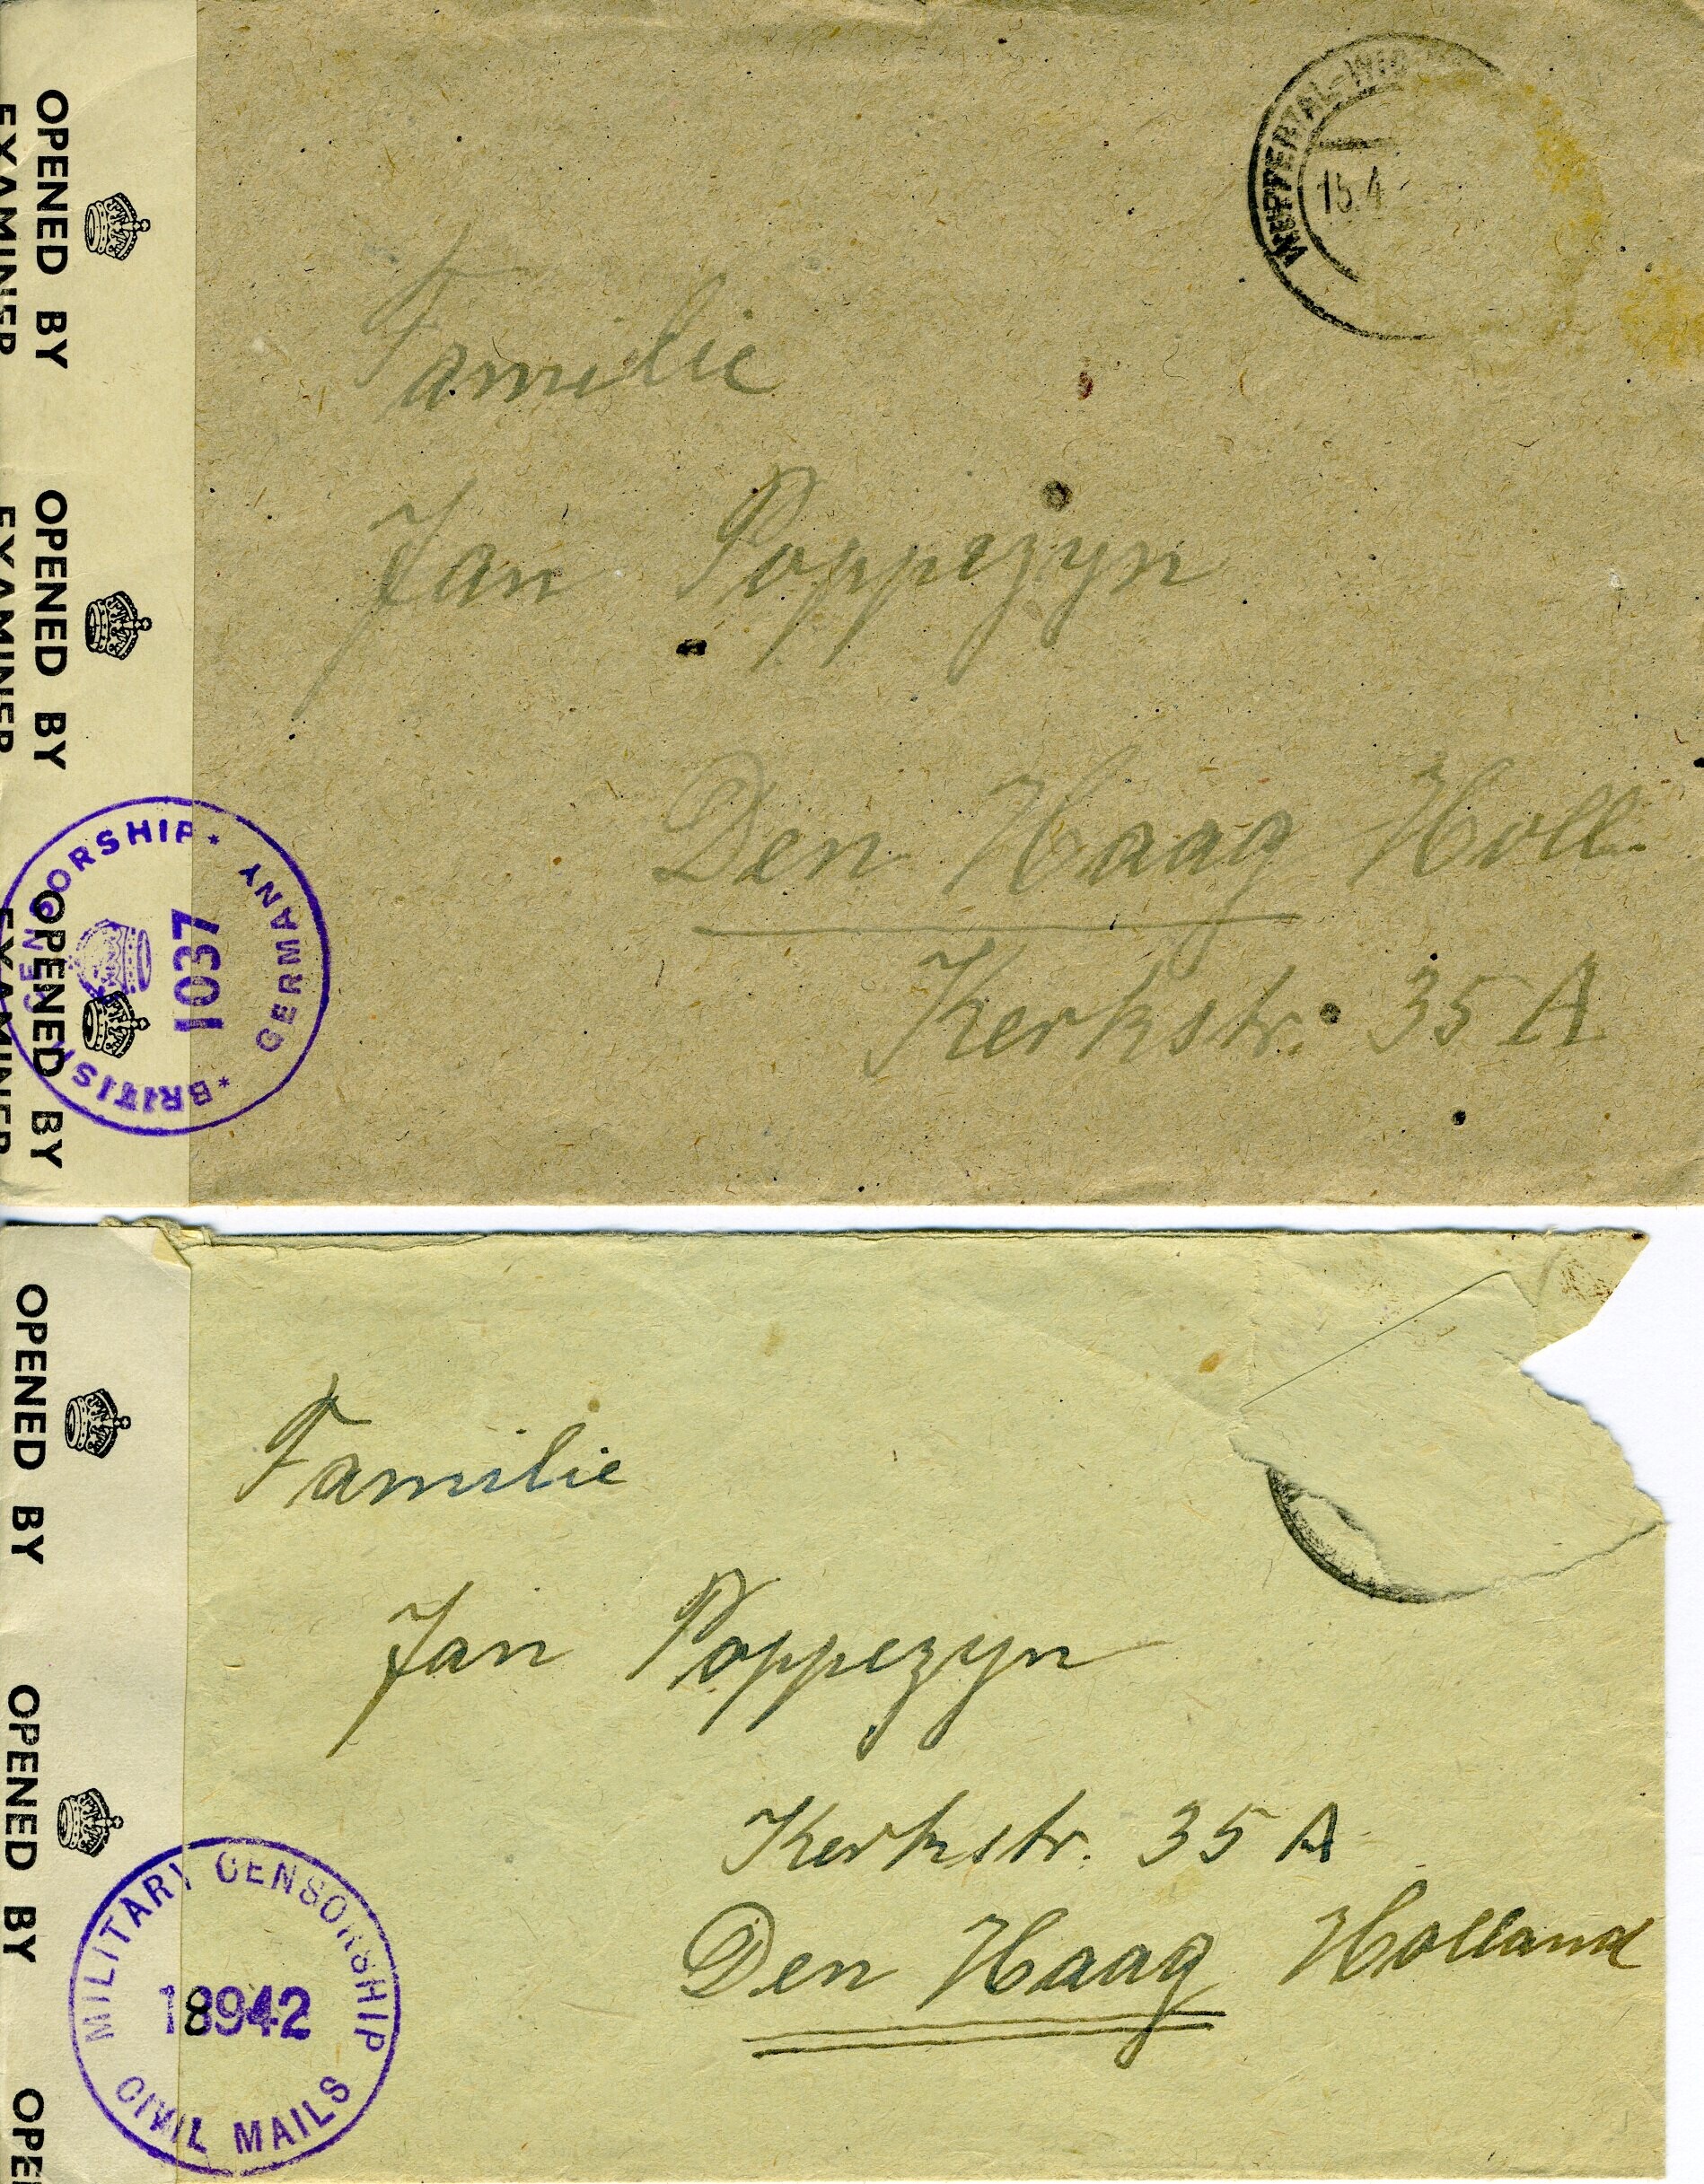 OPENED BY
EXAMINER
OPENED BY
EXAMINER
OPENED BY
EXAMINER
BRITISH CENSORSHIP * GERMANY *
1037
WUPPERTAL-
15.4
Familie
Jan Poppezyn
Den Haag Holl.
Kerkstr. 35 A
OPENED BY
OPENED BY
OPE
MILITARY CENSORSHIP
18942
CIVIL MAILS
Familie
Jan Poppezyn
Kerkstr. 35 A
Den Haag Holland